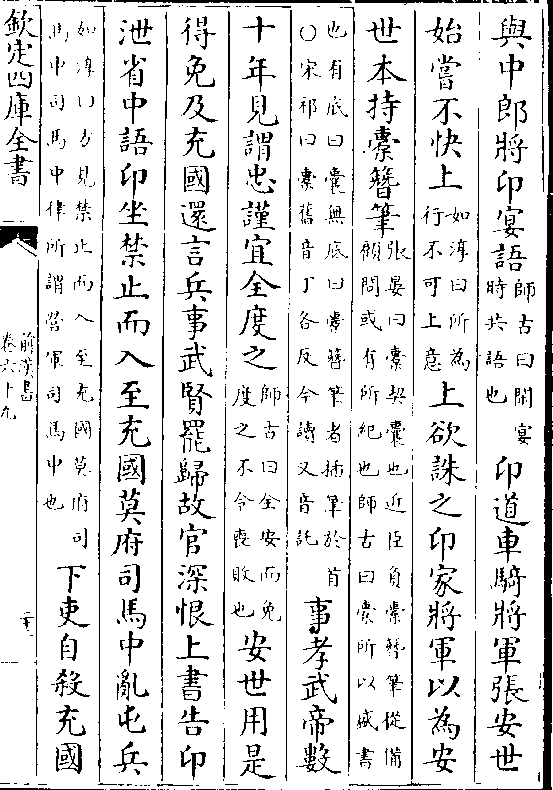 與中郎將卬宴語師古曰閒宴時共語也卬道車騎將軍張安世
始嘗不快上如淳曰所為行不可上意上欲誅之卬家將軍以為安
世本持橐簪筆張晏曰橐契囊也近臣負橐簪筆從備顧問或有所紀也師古曰橐所以盛書
也有底曰囊無底曰橐簪筆者插筆於首○宋祁曰橐舊音丁各反今讀又音託事孝武帝數
十年見謂忠謹宜全度之師古曰全安而免度之不令喪敗也安世用是
得免及充國還言兵事武賢罷歸故官深恨上書告卬
泄省中語卬坐禁止而入至充國莫府司馬中亂屯兵
如淳曰方見禁止而入至充國莫府司馬中司馬中律所謂營軍司馬中也下吏自殺充國
欽定四庫全書
前漢書
卷六十九